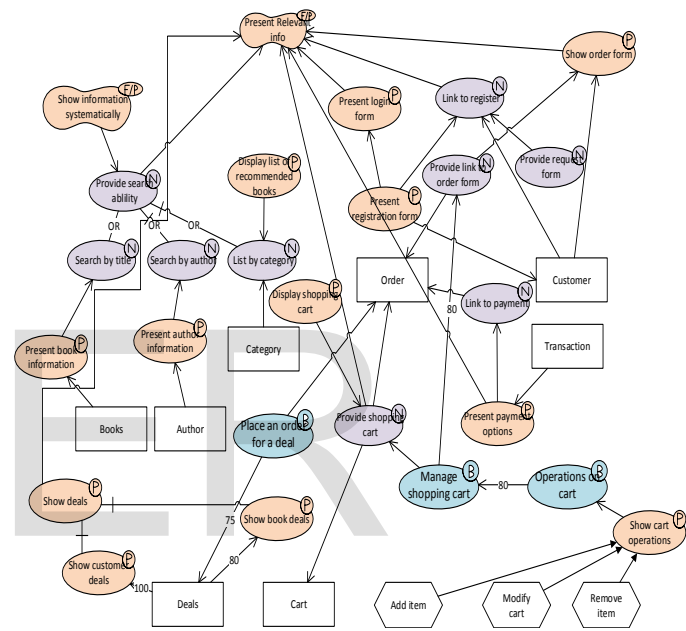 Present Relevant
info
F/P
Show order form
P
Show information
systematically
F/P
Present login
form
P
Link to register
N
Display list of
recommended
books
P
Provide search
ablility
N
Provide link to
order form
N
Provide request
form
N
Present
registration form
P
OR
OR
OR
Search by title
N
Search by author
N
List by category
N
Order
Customer
Display shopping
cart
P
Link to payment
N
80
Present book
information
P
Present author
information
P
Category
Transaction
Books
Author
Place an order
for a deal
B
Provide shopping
cart
N
Present payment
options
P
Manage
shopping cart
B
80
Operations on
cart
B
Show deals
P
75
Show book deals
P
Show cart
operations
P
80
Show customer
deals
P
100
Deals
Cart
Add item
Modify
cart
Remove
item
ER